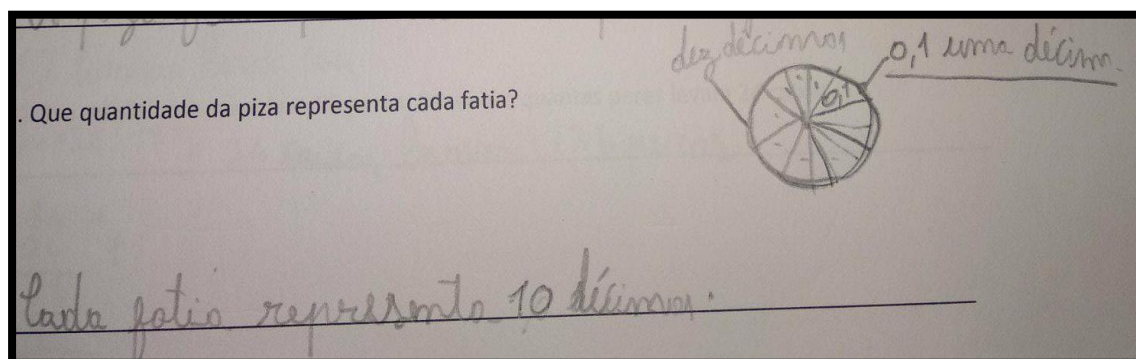 dez décimos
0,1 uma décim.
0,1
. Que quantidade da piza representa cada fatia?
Cada fatia representa 10 décimos.